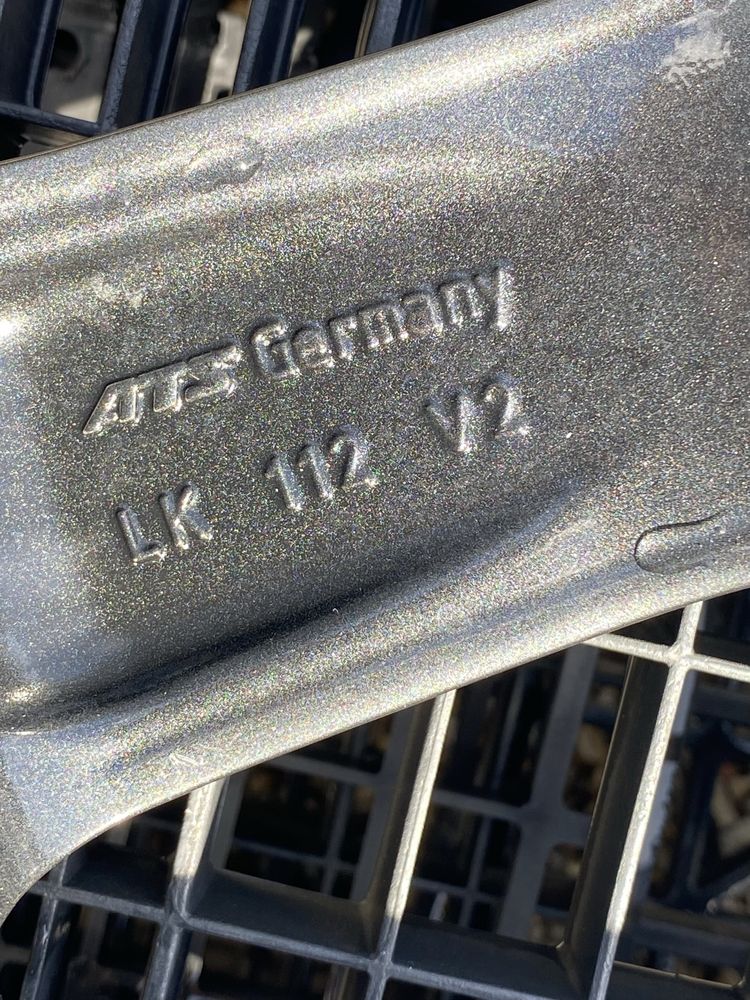 ATS Germany
LK 112 V2